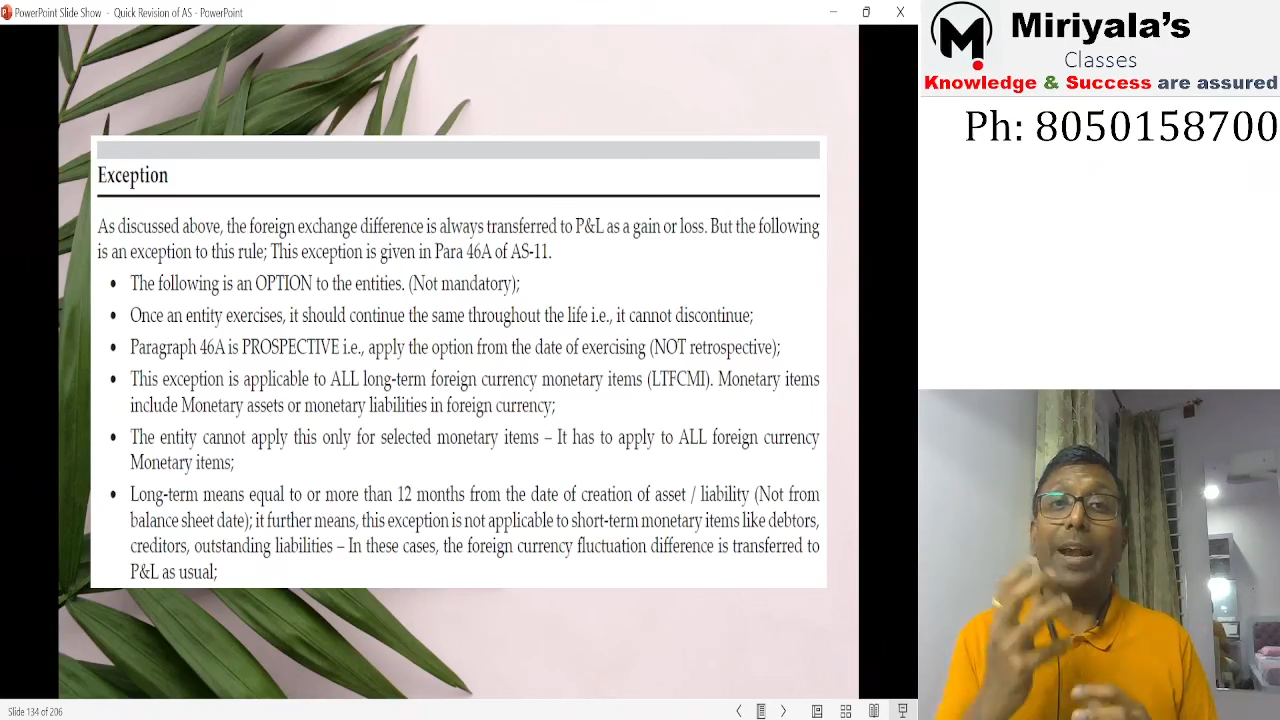 PowerPoint Slide Show - Quick Revision of AS - PowerPoint
Miriyala's
Classes
Knowledge & Success are assured
Ph: 8050158700
Exception
As discussed above, the foreign exchange difference is always transferred to P&L as a gain or loss. But the following
is an exception to this rule; This exception is given in Para 46A of AS-11.
• The following is an OPTION to the entities. (Not mandatory);
• Once an entity exercises, it should continue the same throughout the life i.e., it cannot discontinue;
• Paragraph 46A is PROSPECTIVE i.e., apply the option from the date of exercising (NOT retrospective);
• This exception is applicable to ALL long-term foreign currency monetary items (LTFCMI). Monetary items
include Monetary assets or monetary liabilities in foreign currency;
• The entity cannot apply this only for selected monetary items – It has to apply to ALL foreign currency
Monetary items;
• Long-term means equal to or more than 12 months from the date of creation of asset / liability (Not from
balance sheet date); it further means, this exception is not applicable to short-term monetary items like debtors,
creditors, outstanding liabilities – In these cases, the foreign currency fluctuation difference is transferred to
P&L as usual;
Slide 134 of 206